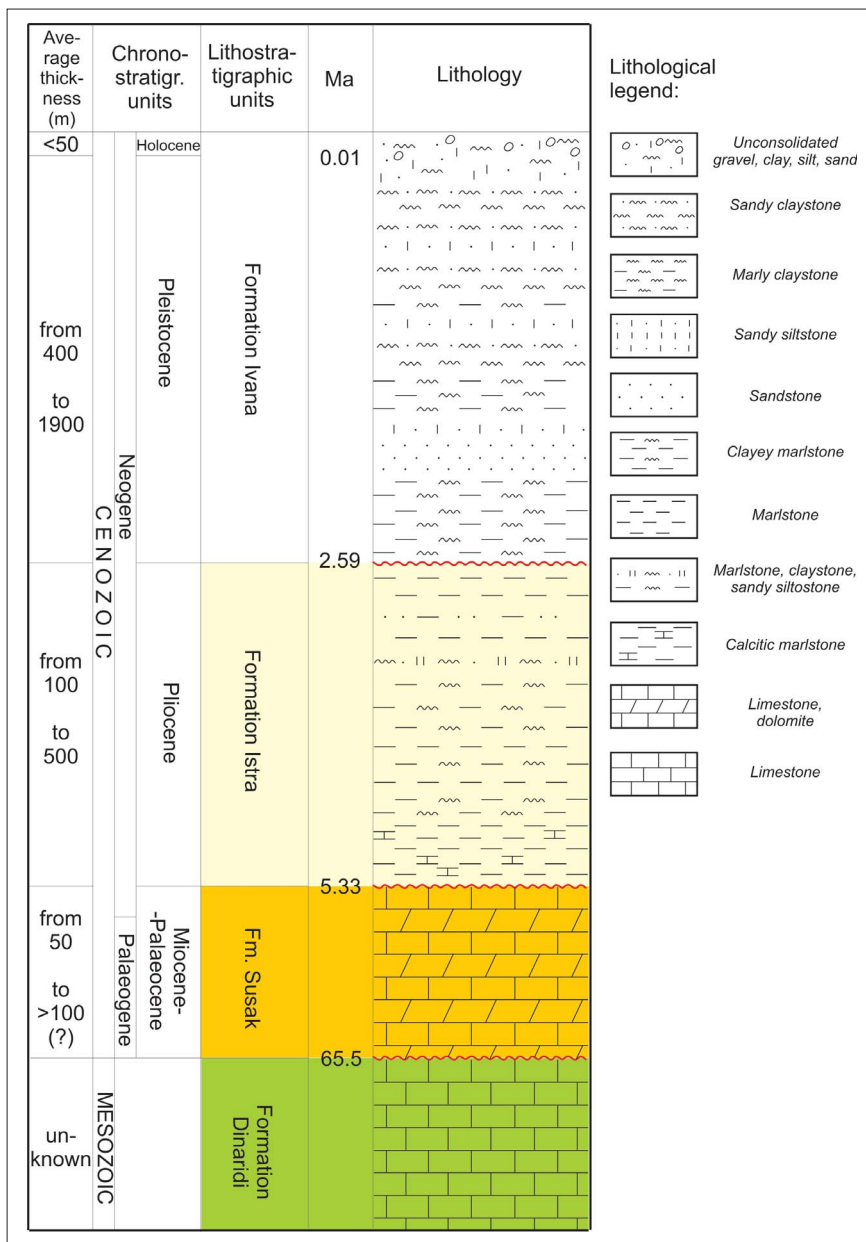 Ave-
rage
thick-
ness
(m)
Chrono-
stratigr.
units
Lithostra-
tigraphic
units
Ma
Lithology
<50
Holocene
0.01
from
400
to
1900
CENOZOIC
Neogene
Pleistocene
Formation Ivana
2.59
from
100
to
500
Pliocene
Formation Istra
5.33
from
50
to
>100
(?)
Palaeogene
Miocene-
-Palaeocene
Fm. Susak
65.5
un-
known
MESOZOIC
Formation
Dinaridi
Lithological
legend:
Unconsolidated
gravel, clay, silt, sand
Sandy claystone
Marly claystone
Sandy siltstone
Sandstone
Clayey marlstone
Marlstone
Marlstone, claystone,
sandy siltostone
Calcitic marlstone
Limestone,
dolomite
Limestone